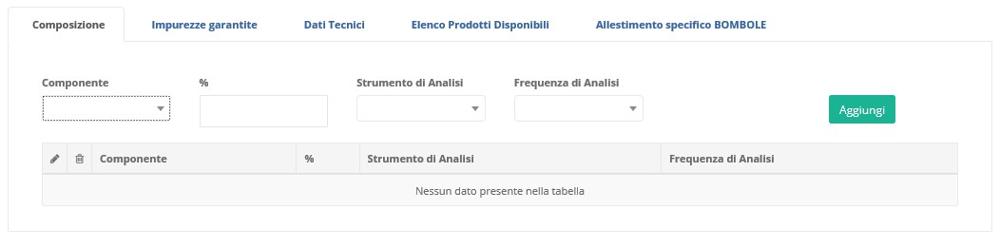 Composizione Impurezze garantite Dati Tecnici Elenco Prodotti Disponibili Allestimento specifico BOMBOLE
Componente % Strumento di Analisi Frequenza di Analisi
Aggiungi
Componente % Strumento di Analisi Frequenza di Analisi
Nessun dato presente nella tabella